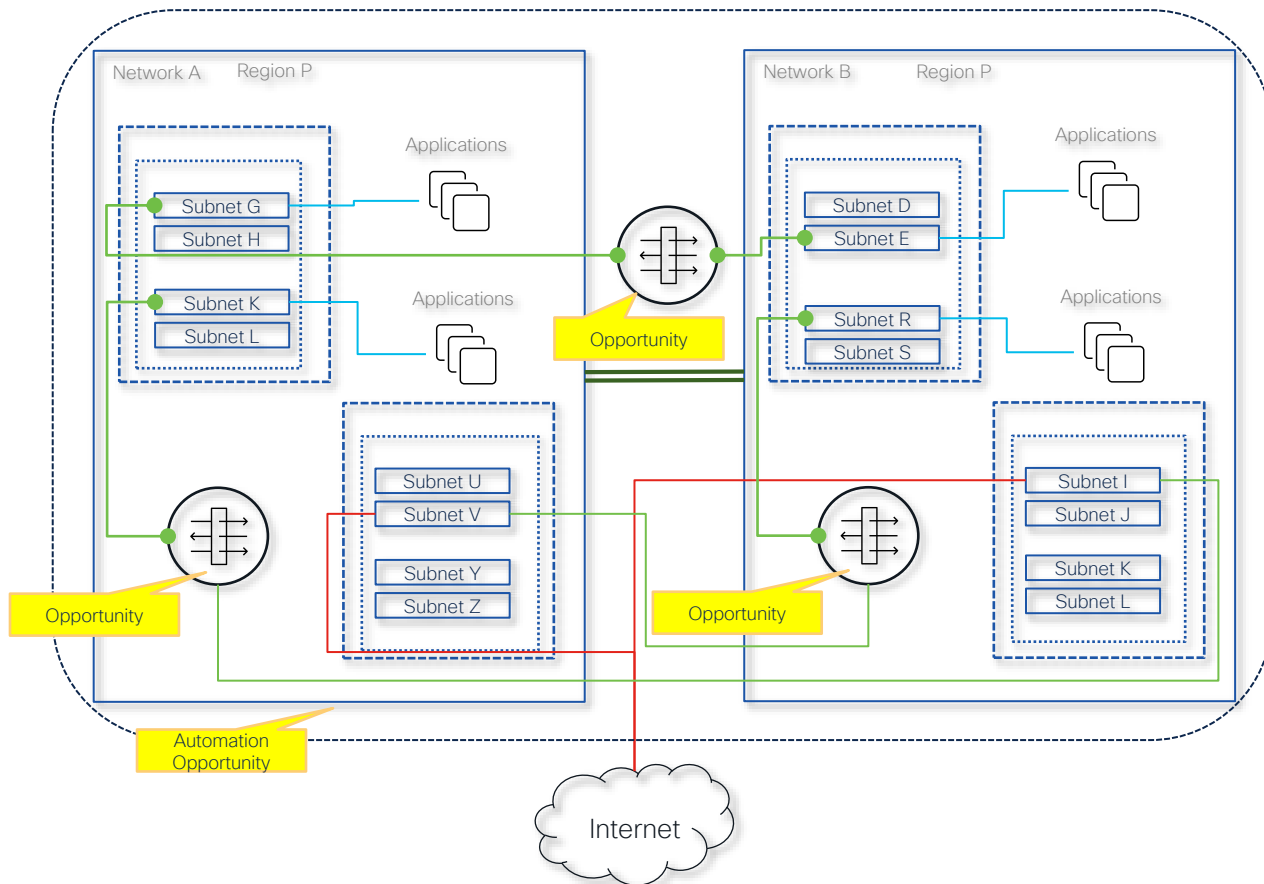 Network A
Region P
Applications
Subnet G
Subnet H
Subnet K
Subnet L
Applications
Subnet U
Subnet V
Subnet Y
Subnet Z
Opportunity
Automation
Opportunity
Opportunity
Network B
Region P
Applications
Subnet D
Subnet E
Subnet R
Subnet S
Applications
Subnet I
Subnet J
Subnet K
Subnet L
Opportunity
Internet